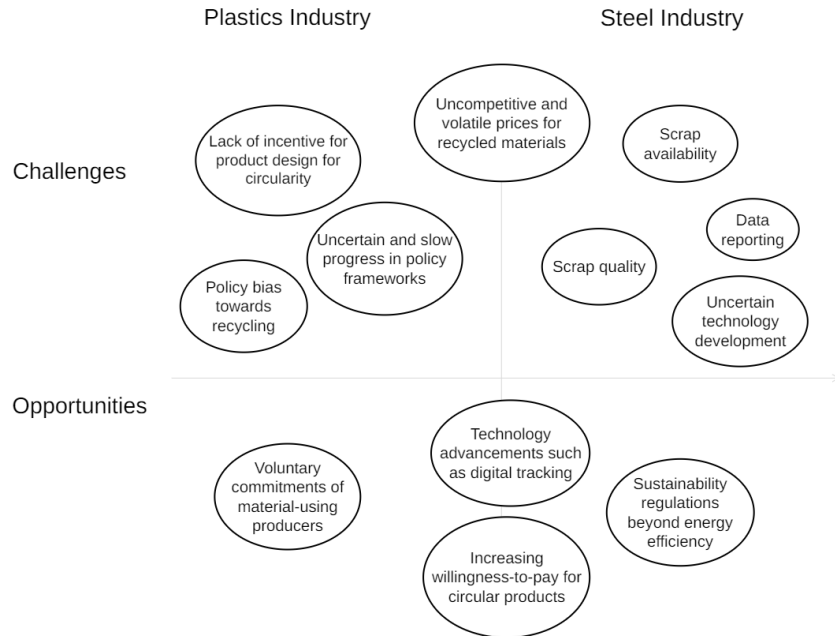 Plastics Industry
Steel Industry
Challenges
Lack of incentive for
product design for
circularity
Uncompetitive and
volatile prices for
recycled materials
Scrap
availability
Uncertain and slow
progress in policy
frameworks
Data
reporting
Scrap quality
Policy bias
towards
recycling
Uncertain
technology
development
Opportunities
Voluntary
commitments of
material-using
producers
Technology
advancements such
as digital tracking
Sustainability
regulations
beyond energy
efficiency
Increasing
willingness-to-pay for
circular products